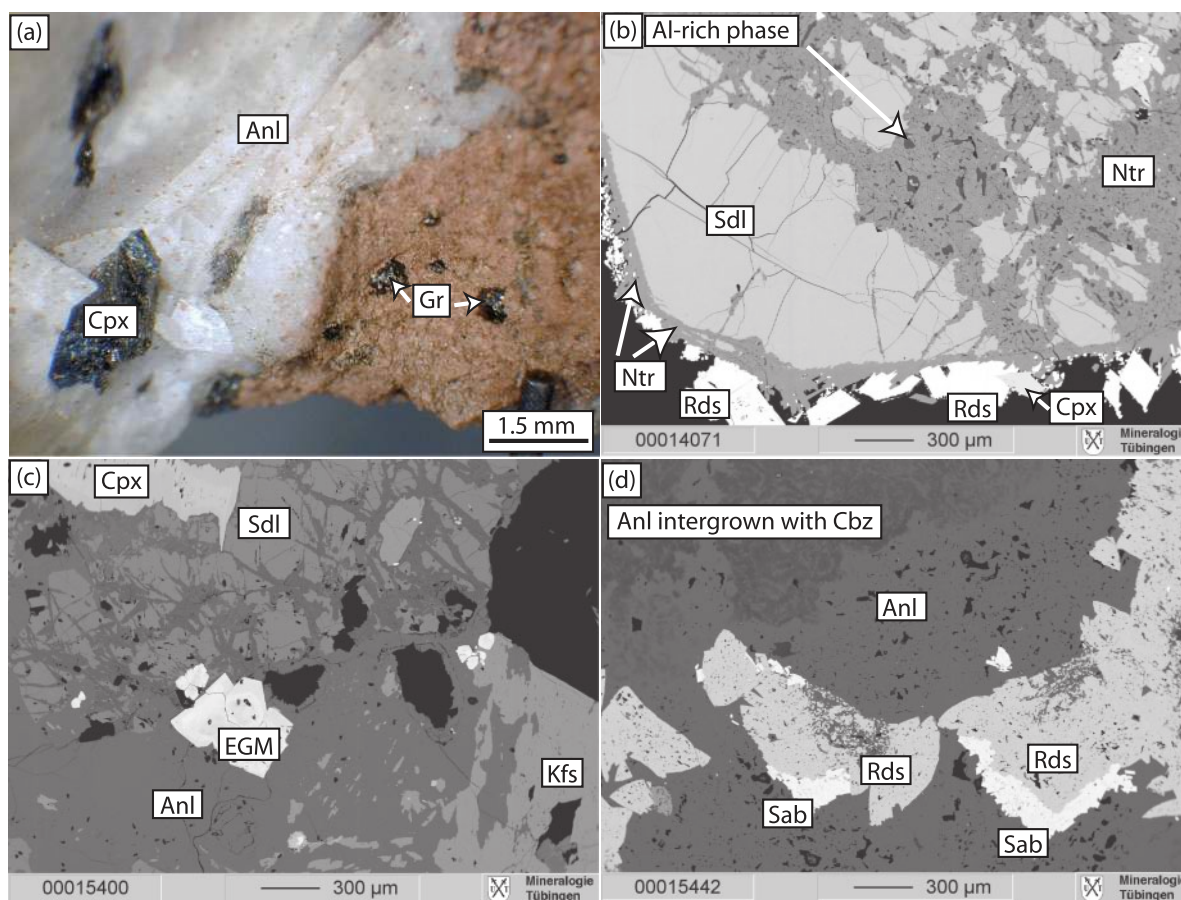 (a)
Anl
Cpx
Gr
1.5 mm
(b)
Al-rich phase
Sdl
Ntr
Ntr
Rds
Rds
Cpx
00014071
300 µm
Mineralogie
Tübingen
(c)
Cpx
Sdl
EGM
Anl
Kfs
00015400
300 µm
Mineralogie
Tübingen
(d)
Anl intergrown with Cbz
Anl
Rds
Rds
Sab
Sab
00015442
300 µm
Mineralogie
Tübingen